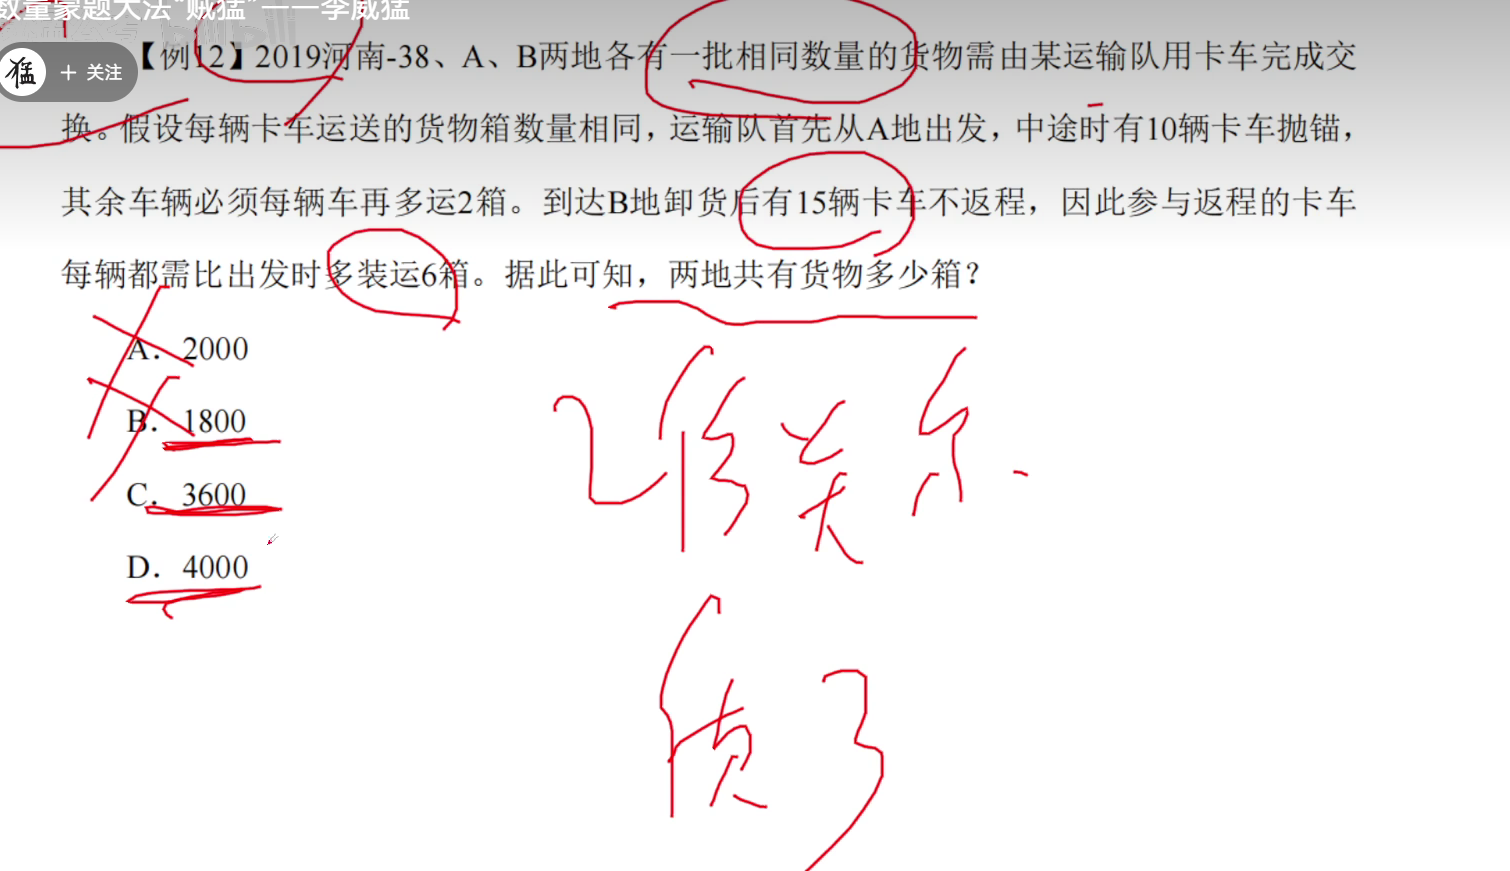 数量蒙题大法“贼猛”——李威猛
猛 + 关注
【例12】2019河南-38、A、B两地各有一批相同数量的货物需由某运输队用卡车完成交
换。假设每辆卡车运送的货物箱数量相同，运输队首先从A地出发，中途时有10辆卡车抛锚，
其余车辆必须每辆车再多运2箱。到达B地卸货后有15辆卡车不返程，因此参与返程的卡车
每辆都需比出发时多装运6箱。据此可知，两地共有货物多少箱？
A．2000
B．1800
C．3600
D．4000
2倍关系